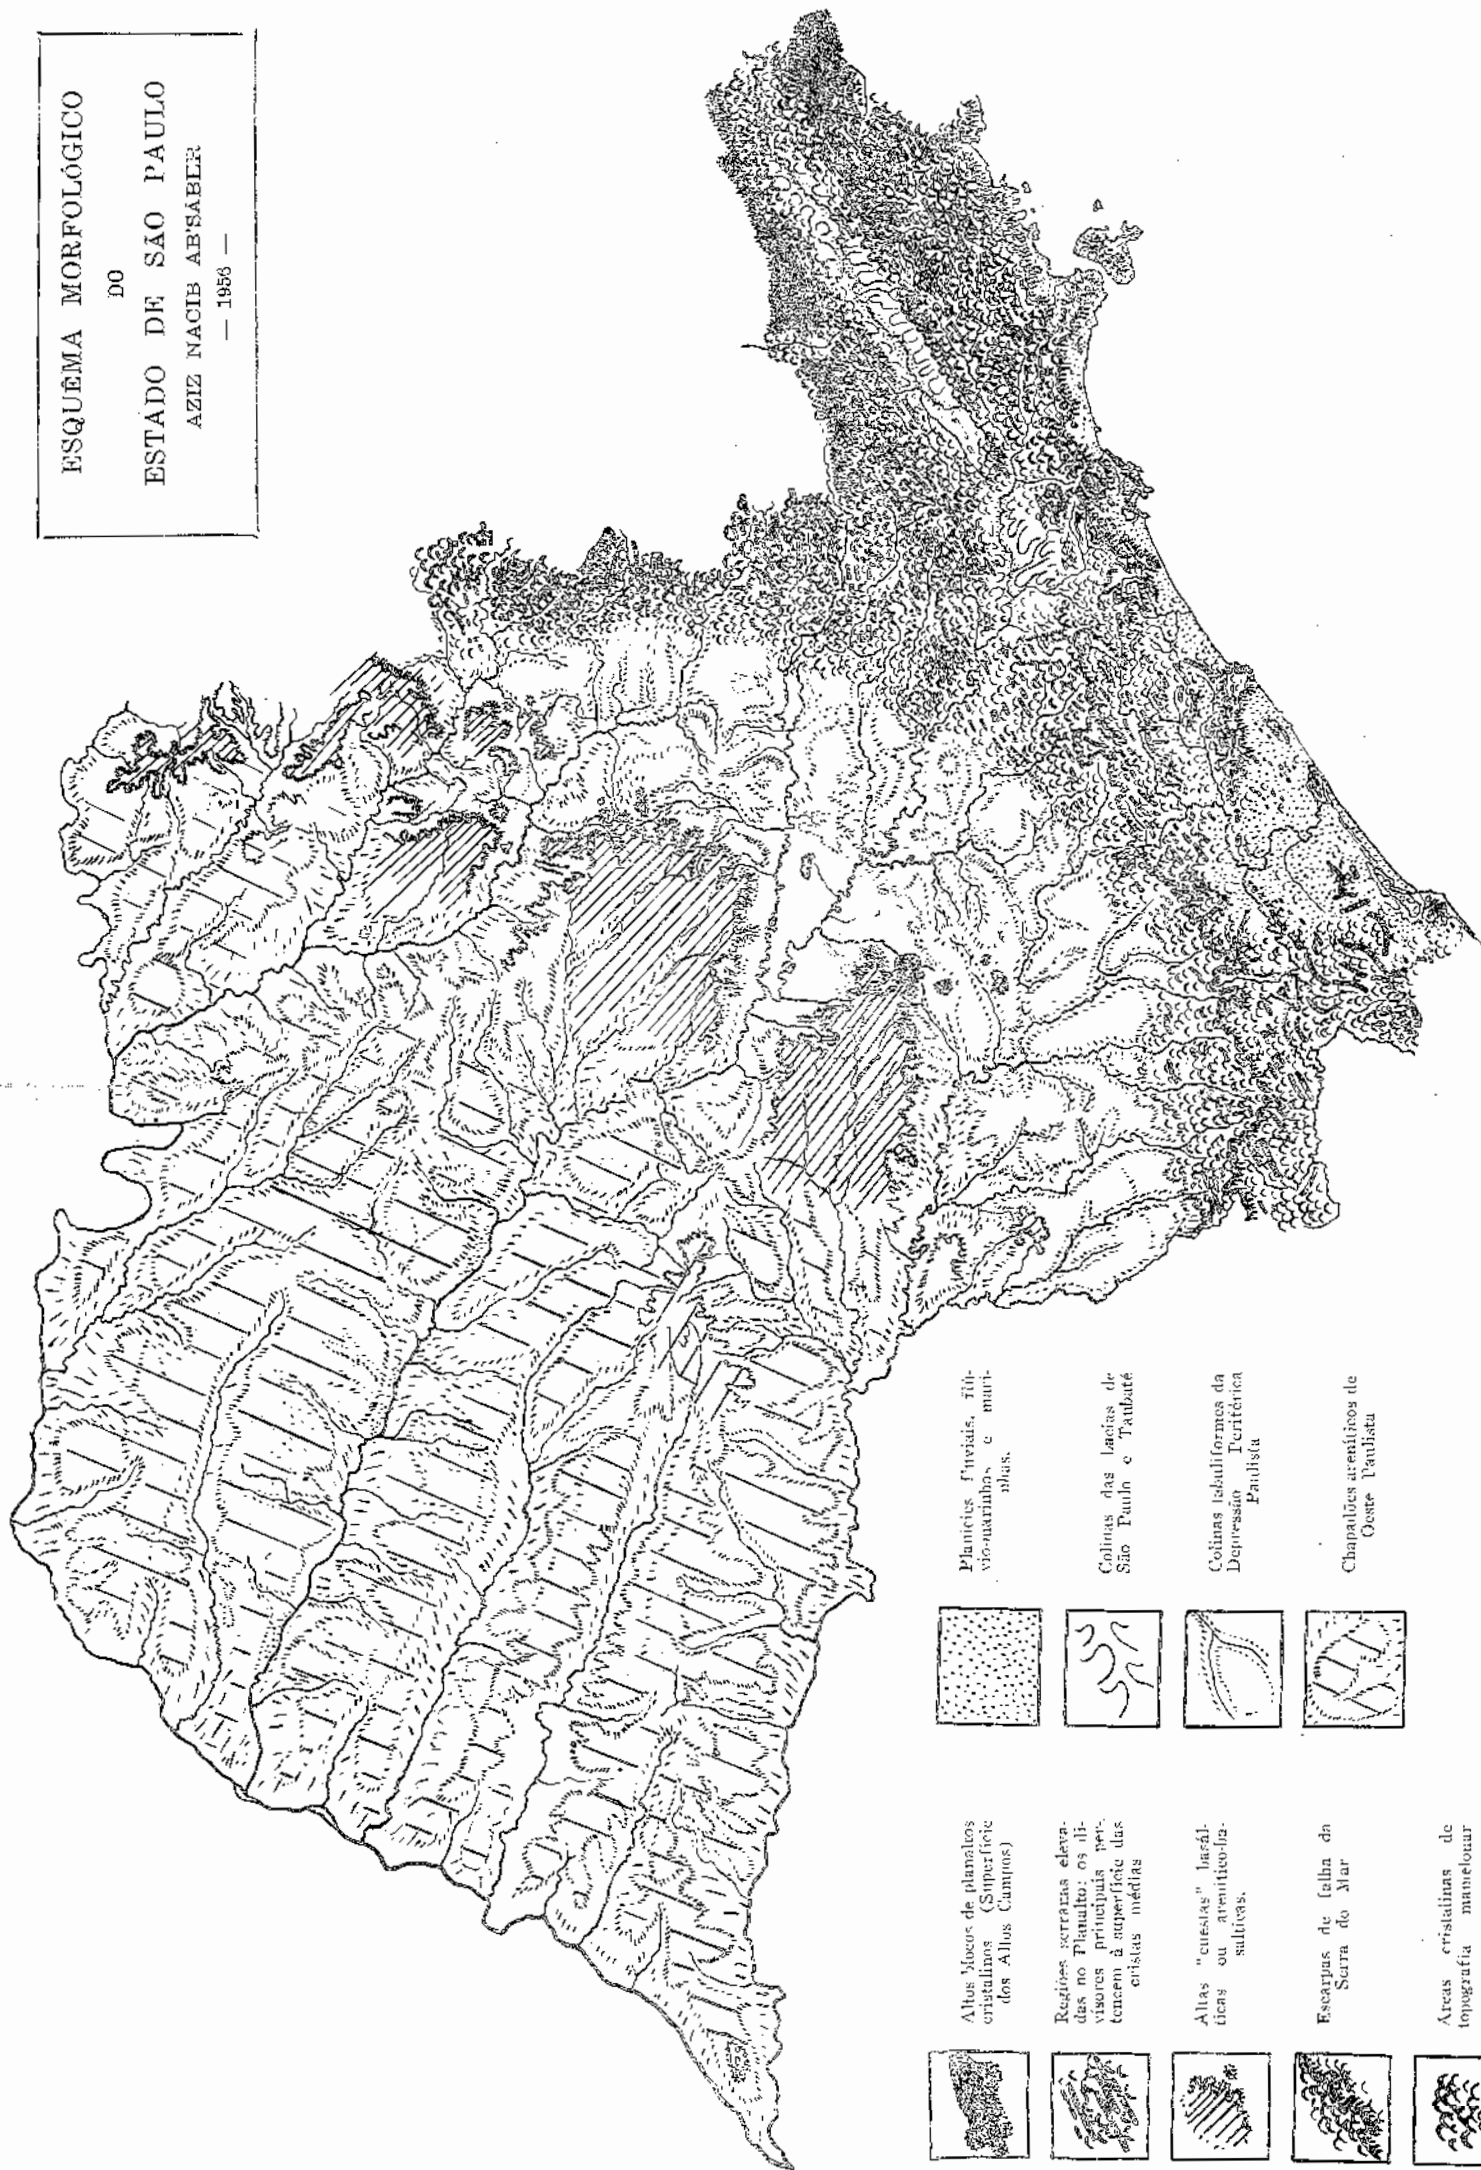 ESQUÊMA MORFOLÓGICO
DO
ESTADO DE SÃO PAULO
AZIZ NACIB AB'SÁBER
— 1956 —
Altos blocos de planaltos
cristalinos (Superfície
dos Altos Campos)
Regiões serranas eleva-
das no Planalto: os di-
visores principais per-
tencem à superfície das
cristas médias
Altas "cuestas" basál-
ticas ou arenítico-ba-
sálticas.
Escarpas de falha da
Serra do Mar
Áreas cristalinas de
topografia mamelonar
Planícies fluviais, flú-
vio-marinhas e mari-
nhas.
Colinas das bacias de
São Paulo e Taubaté
Colinas tabuliformes da
Depressão Periférica
Paulista
Chapadões areníticos de
Oeste Paulista